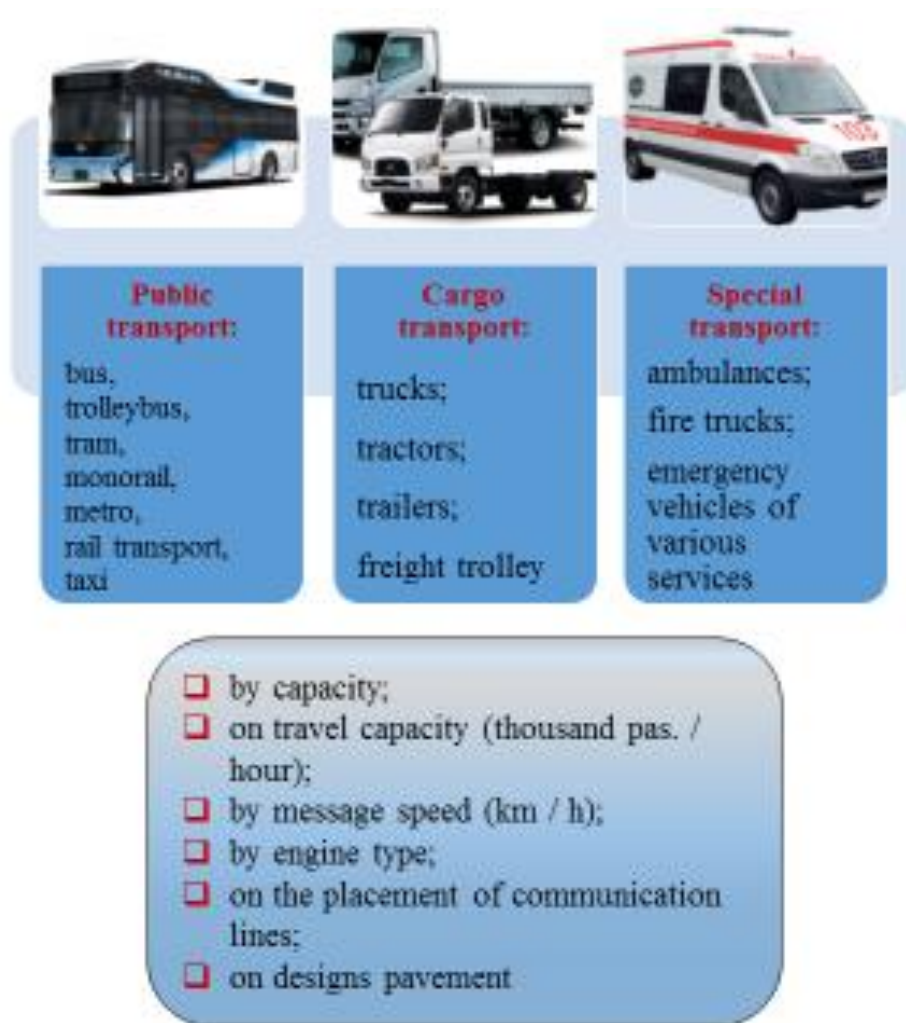 103
Public
transport:
bus,
trolleybus,
tram,
monorail,
metro,
rail transport,
taxi
Cargo
transport:
trucks;
tractors;
trailers;
freight trolley
Special
transport:
ambulances;
fire trucks;
emergency
vehicles of
various
services
by capacity;
on travel capacity (thousand pas. /
hour);
by message speed (km / h);
by engine type;
on the placement of communication
lines;
on designs pavement